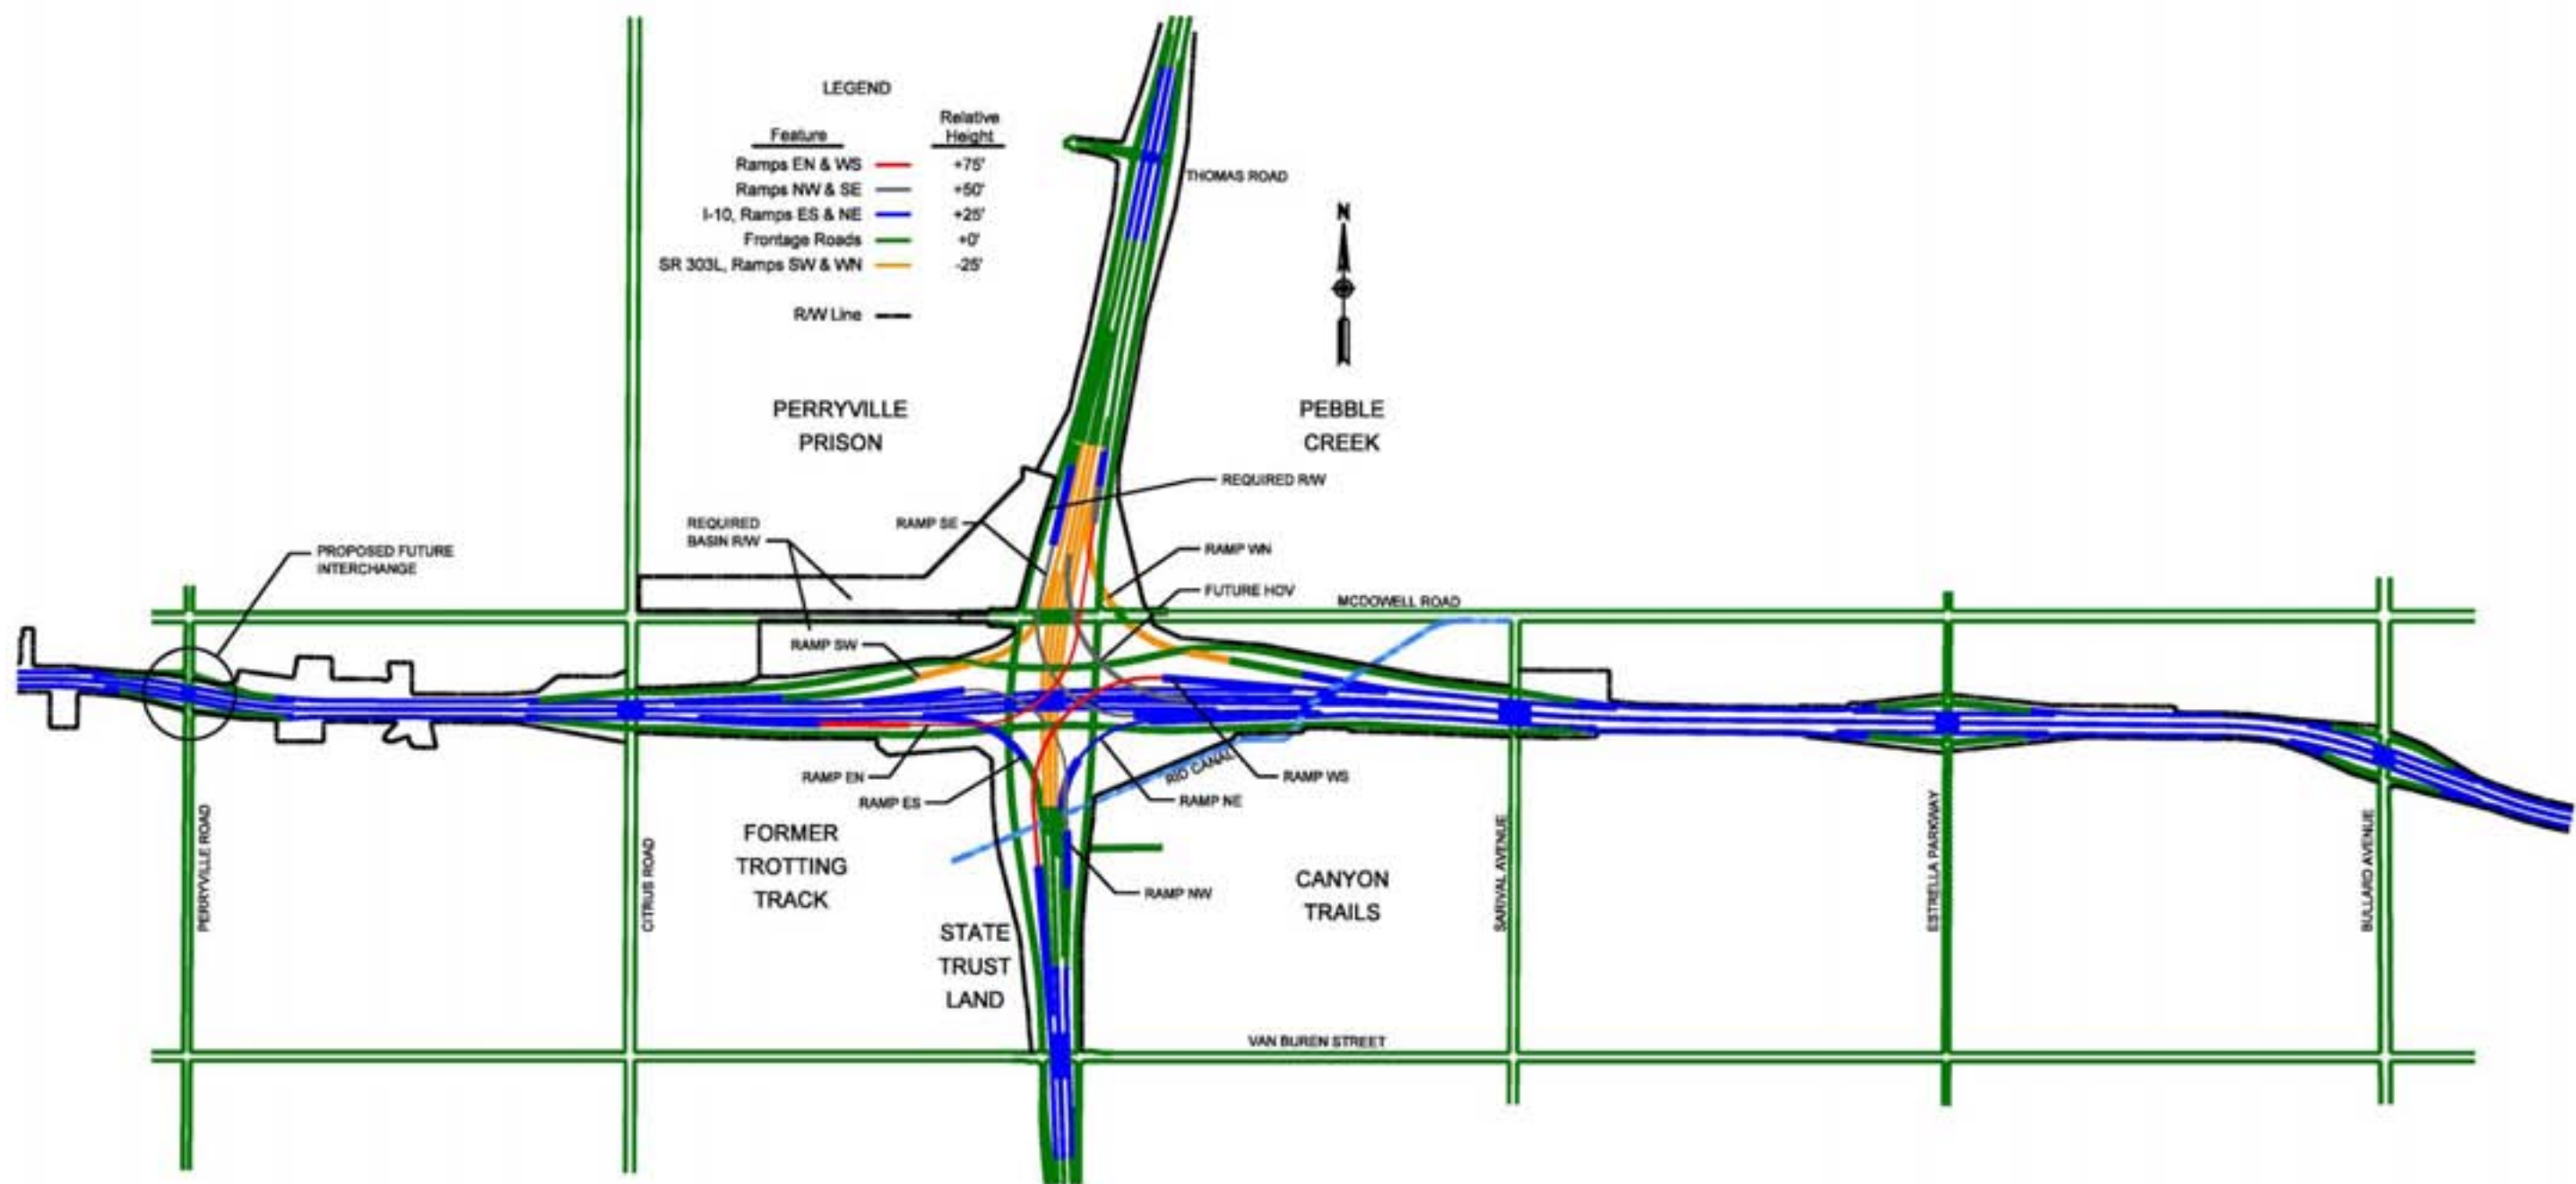 LEGEND
Feature Relative Height
Ramps EN & WS +75'
Ramps NW & SE +50'
I-10, Ramps ES & NE +25'
Frontage Roads +0'
SR 303L, Ramps SW & WN -25'
R/W Line
THOMAS ROAD
N
PERRYVILLE
PRISON
PEBBLE
CREEK
REQUIRED R/W
REQUIRED
BASIN R/W
RAMP SE
PROPOSED FUTURE
INTERCHANGE
RAMP WN
FUTURE HOV
MCDOWELL ROAD
RAMP SW
RAMP EN
RAMP ES
RID CANAL
RAMP WS
RAMP NE
PERRYVILLE ROAD
CITRUS ROAD
FORMER
TROTTING
TRACK
STATE
TRUST
LAND
RAMP NW
CANYON
TRAILS
SARIVAL AVENUE
ESTRELLA PARKWAY
BULLARD AVENUE
VAN BUREN STREET